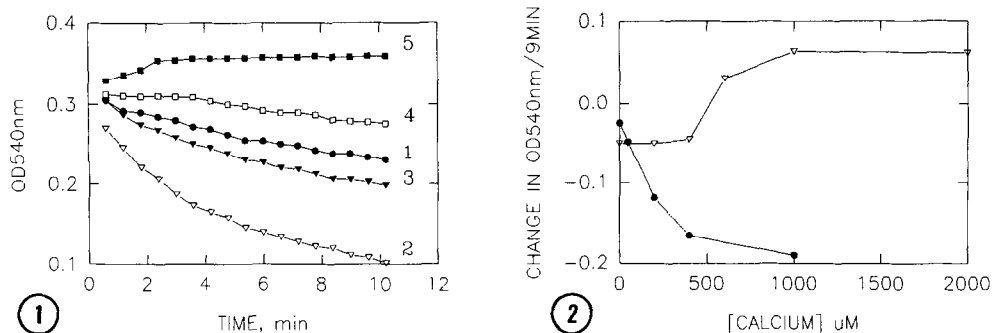 OD540nm
0.4
0.3
0.2
0.1
5
4
1
3
2
0 2 4 6 8 10 12
TIME, min
1
CHANGE IN OD540nm/9MIN
0.1
0.0
-0.1
-0.2
0 500 1000 1500 2000
[CALCIUM] uM
2